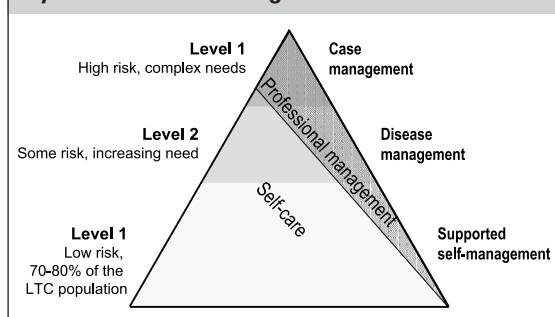 Level 1
High risk, complex needs
Case
management
Professional management
Level 2
Some risk, increasing need
Disease
management
Self-care
Level 1
Low risk,
70-80% of the
LTC population
Supported
self-management